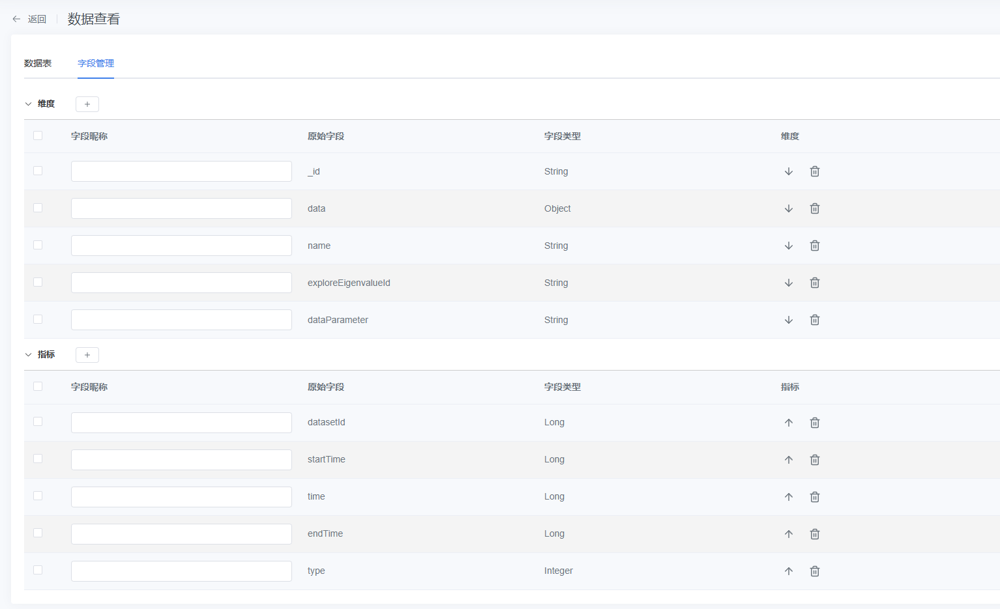 返回 数据查看
数据表 字段管理
维度
字段昵称 原始字段 字段类型 维度
_id String
data Object
name String
exploreEigenvalueId String
dataParameter String
指标
字段昵称 原始字段 字段类型 指标
datasetId Long
startTime Long
time Long
endTime Long
type Integer